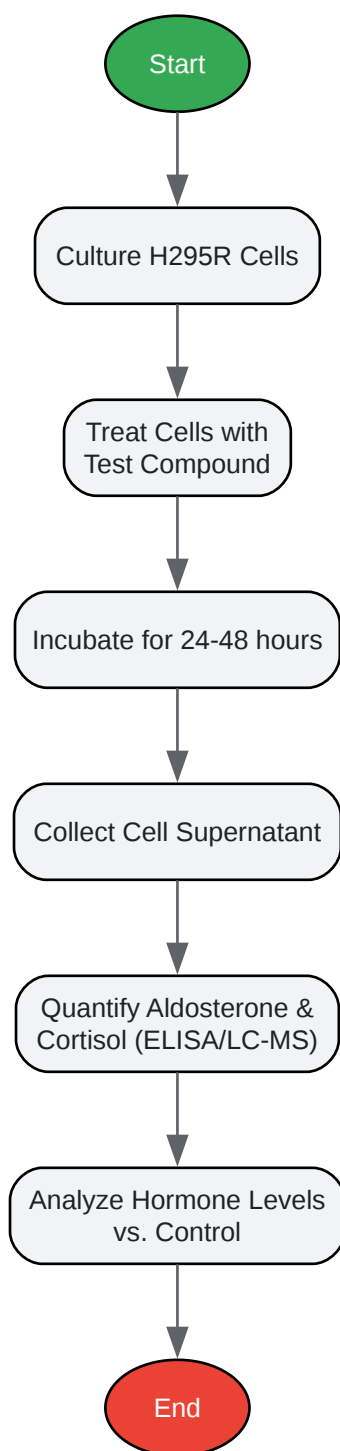 Start
Culture H295R Cells
Treat Cells with
Test Compound
Incubate for 24-48 hours
Collect Cell Supernatant
Quantify Aldosterone &
Cortisol (ELISA/LC-MS)
Analyze Hormone Levels
vs. Control
End